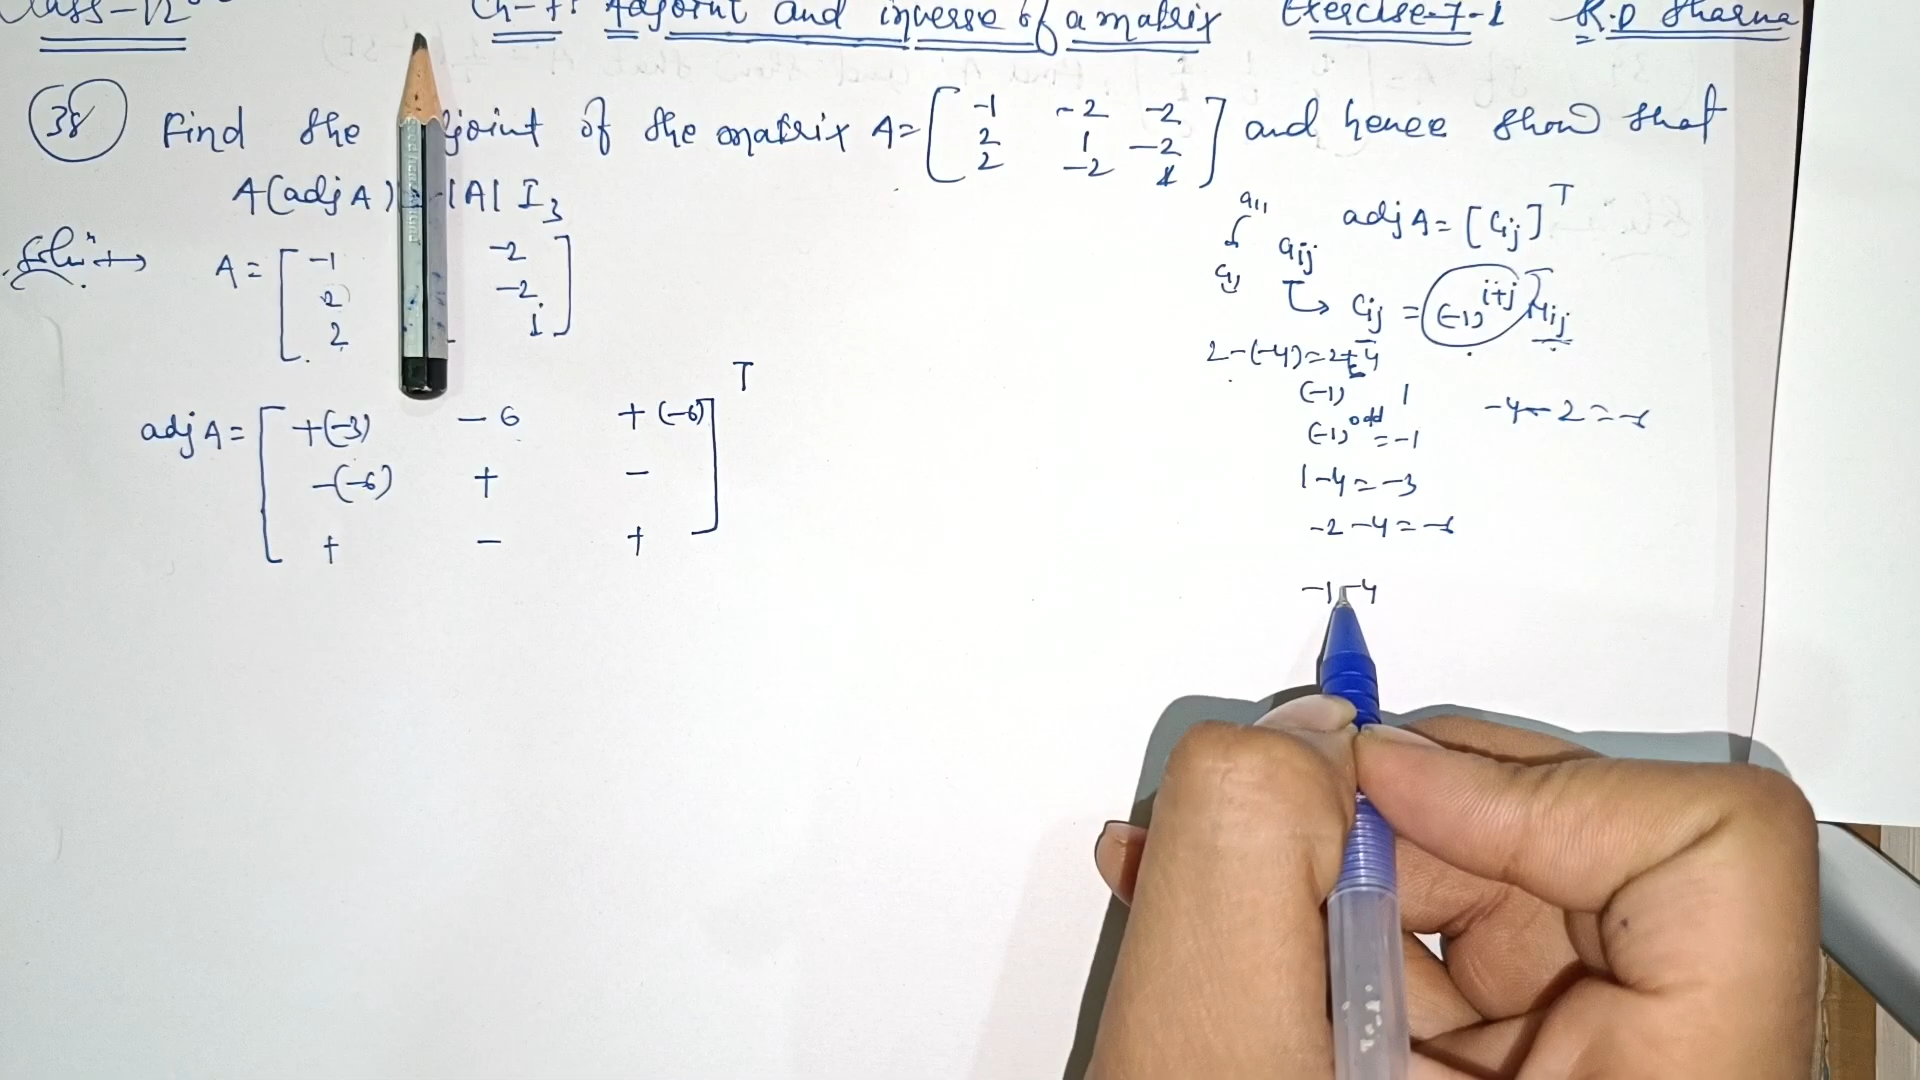 Class-12 Ch-7: Adjoint and inverse of a matrix Exercise-7.1 R.D Sharma
38 Find the joint of the matrix A= [ -1 -2 -2
2 1 -2
2 -2 1 ] and hence show that
A(adj A) |A| I₃
Solⁿ→ A= [ -1 -2
2 -2
2 1 ]
adj A= [ +(-3) -6 +(-6)
-(-6) + -
+ - + ]ᵀ
a₁₁ adj A= [Cij]ᵀ
aij
Cij = (-1)^i+j Mij
2-(-4)=2+4
(-1) 1
(-1)^odd =-1
-4-2=-6
1-4=-3
-2-4=-6
-1-4